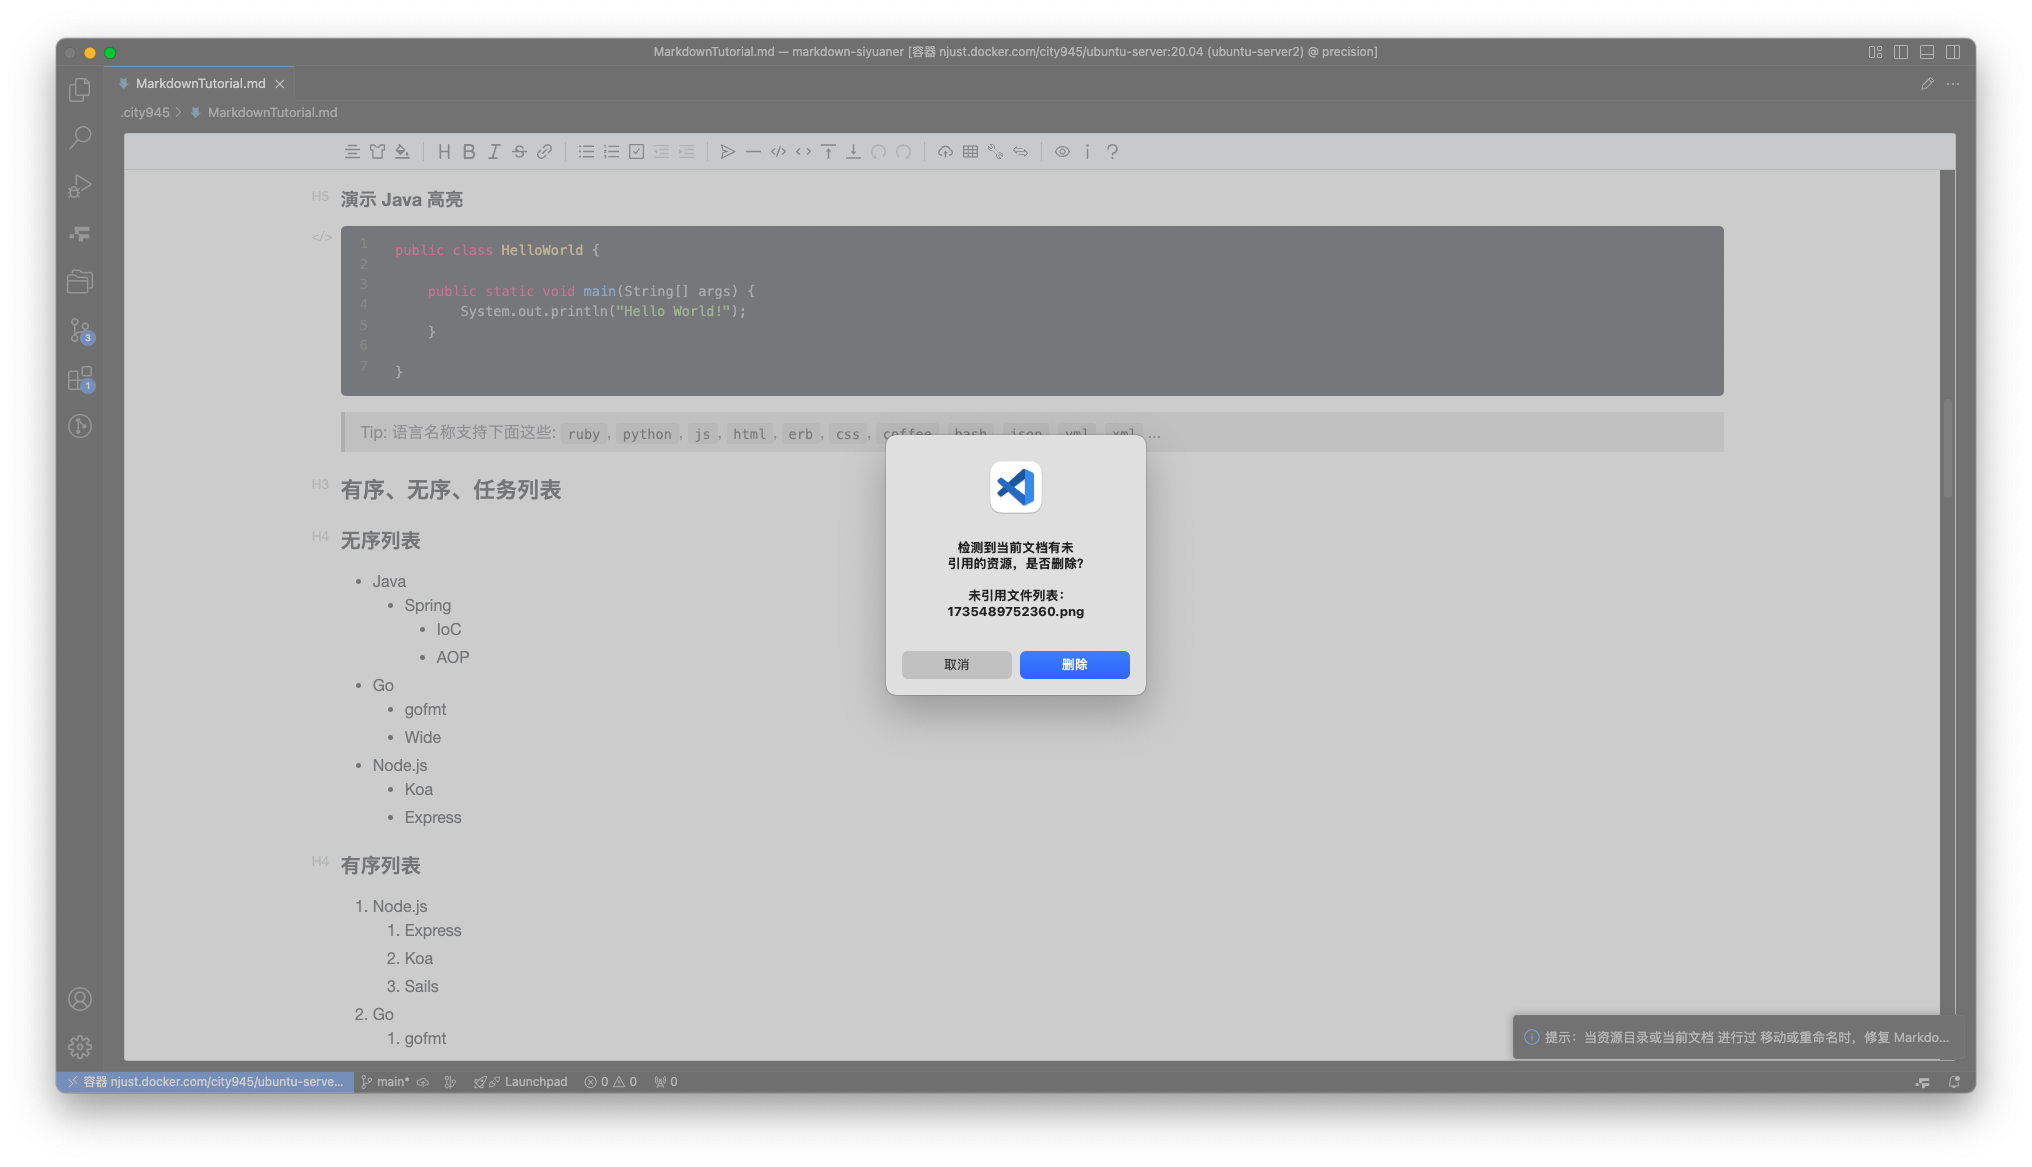 MarkdownTutorial.md — markdown-siyuaner [容器 njust.docker.com/city945/ubuntu-server:20.04 (ubuntu-server2) @ precision]
MarkdownTutorial.md
.city945 > MarkdownTutorial.md
H5 演示 Java 高亮
1 public class HelloWorld {
2
3 public static void main(String[] args) {
4 System.out.println("Hello World!");
5 }
6
7 }
Tip: 语言名称支持下面这些: ruby, python, js, html, erb, css, coffee, bash, json, yml, xml ...
H3 有序、无序、任务列表
H4 无序列表
• Java
• Spring
• IoC
• AOP
• Go
• gofmt
• Wide
• Node.js
• Koa
• Express
H4 有序列表
1. Node.js
1. Express
2. Koa
3. Sails
2. Go
1. gofmt
检测到当前文档有未
引用的资源，是否删除？
未引用文件列表：
1735489752360.png
取消 删除
提示：当资源目录或当前文档 进行过 移动或重命名时，修复 Markdo...
3
1
容器 njust.docker.com/city945/ubuntu-serve... main* Launchpad 0 0 0